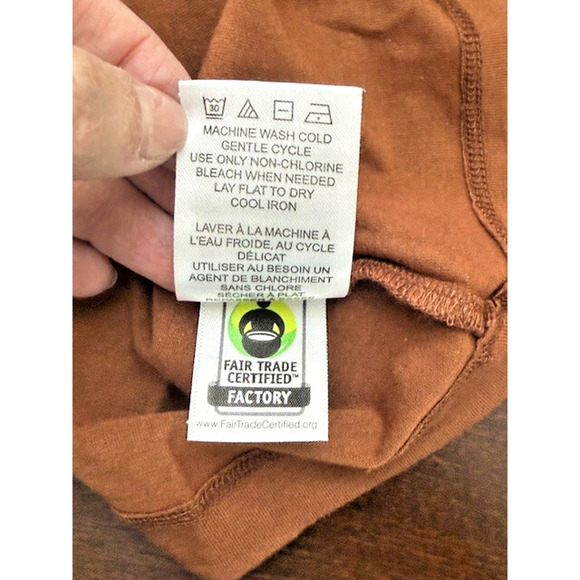 30
MACHINE WASH COLD
GENTLE CYCLE
USE ONLY NON-CHLORINE
BLEACH WHEN NEEDED
LAY FLAT TO DRY
COOL IRON
LAVER À LA MACHINE À
L'EAU FROIDE, AU CYCLE
DÉLICAT
UTILISER AU BESOIN UN
AGENT DE BLANCHIMENT
SANS CHLORE
SÉCHER À PLAT
FAIR TRADE
CERTIFIED™
FACTORY
www.FairTradeCertified.org